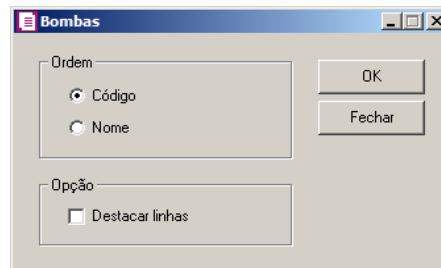 Bombas
Ordem
Código
Nome
OK
Fechar
Opção
Destacar linhas